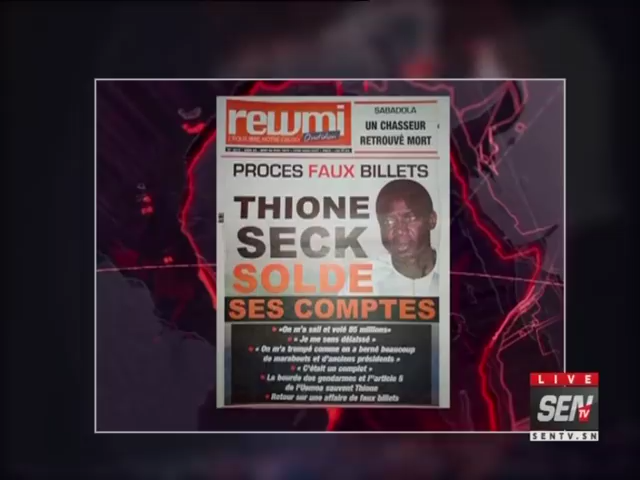 rewmi
Quotidien
SABADOLA
UN CHASSEUR
RETROUVÉ MORT
PROCES FAUX BILLETS
THIONE
SECK
SOLDE
SES COMPTES
«On m'a salf et volé 85 millions»
« Je me sens délaissé »
« On m'a trompé comme on a berné beaucoup
de marabouts et d'anciens présidents »
« C'était un complot »
La bourde des gendarmes et l'article 5
de l'Uemoa sauvent Thione
Retour sur une affaire de faux billets
LIVE
SEN
TV
SENTV.SN